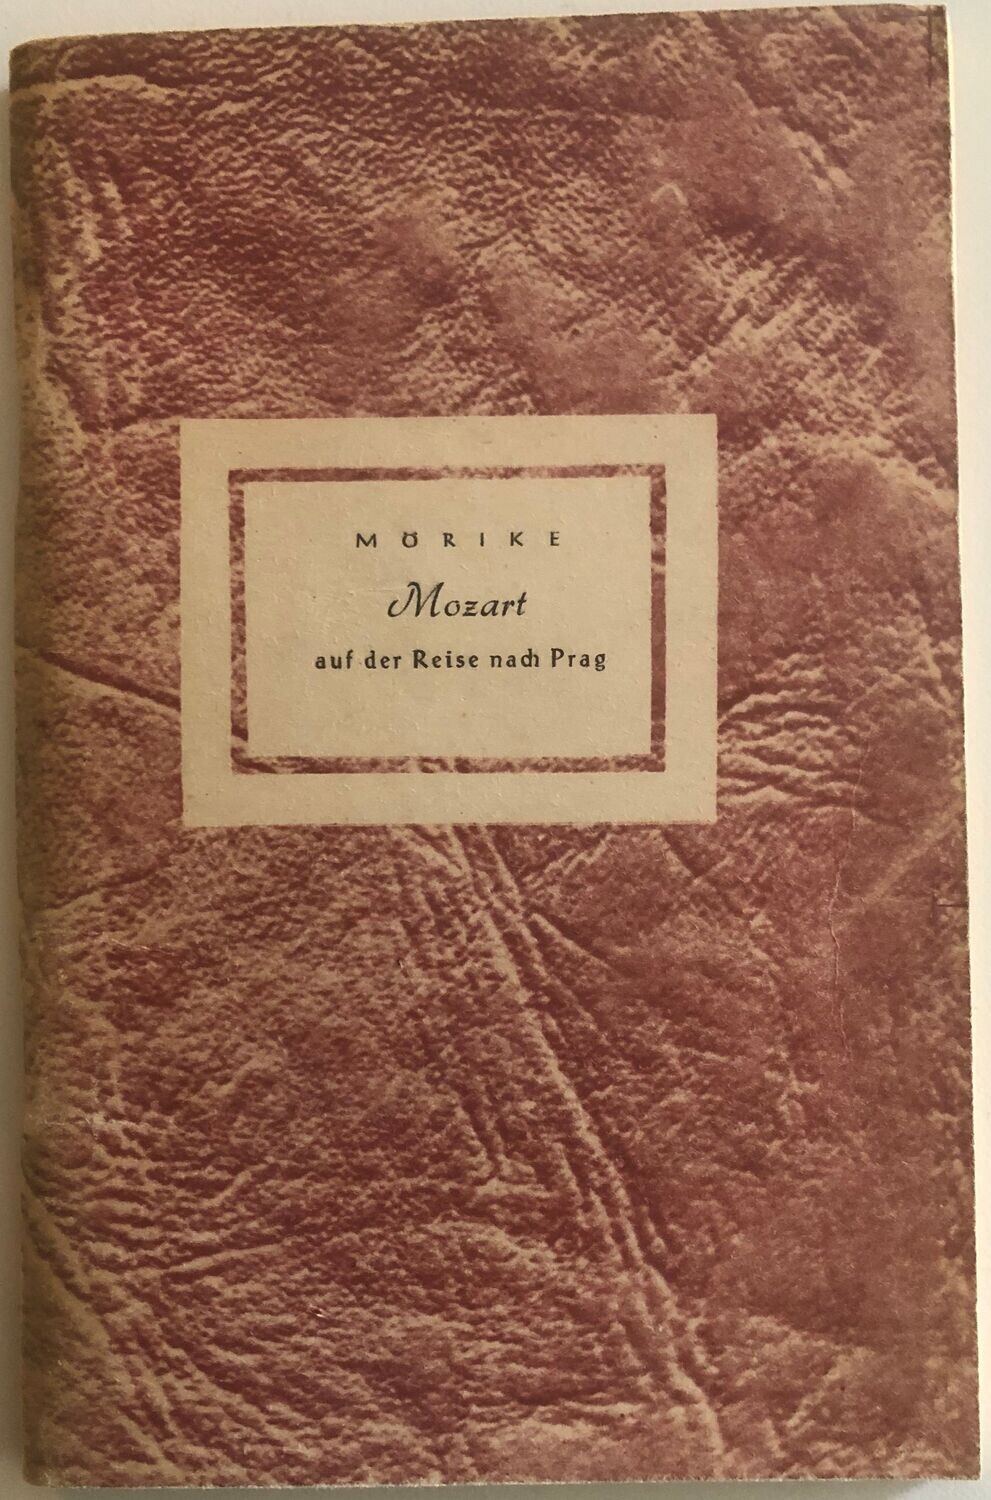 MÖRIKE
Mozart
auf der Reise nach Prag